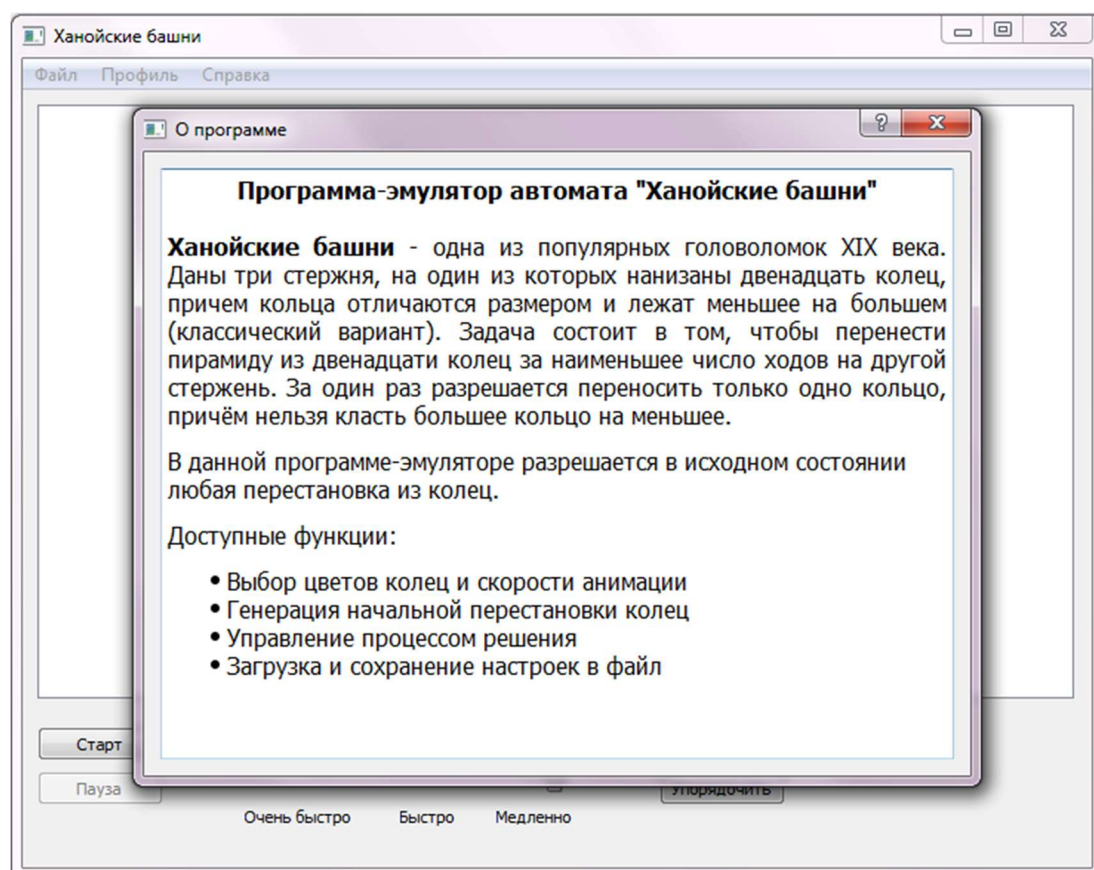 Ханойские башни
Файл Профиль Справка
О программе
Программа-эмулятор автомата "Ханойские башни"
Ханойские башни - одна из популярных головоломок XIX века.
Даны три стержня, на один из которых нанизаны двенадцать колец,
причем кольца отличаются размером и лежат меньшее на большем
(классический вариант). Задача состоит в том, чтобы перенести
пирамиду из двенадцати колец за наименьшее число ходов на другой
стержень. За один раз разрешается переносить только одно кольцо,
причём нельзя класть большее кольцо на меньшее.
В данной программе-эмуляторе разрешается в исходном состоянии
любая перестановка из колец.
Доступные функции:
• Выбор цветов колец и скорости анимации
• Генерация начальной перестановки колец
• Управление процессом решения
• Загрузка и сохранение настроек в файл
Старт
Пауза
Упорядочить
Очень быстро Быстро Медленно